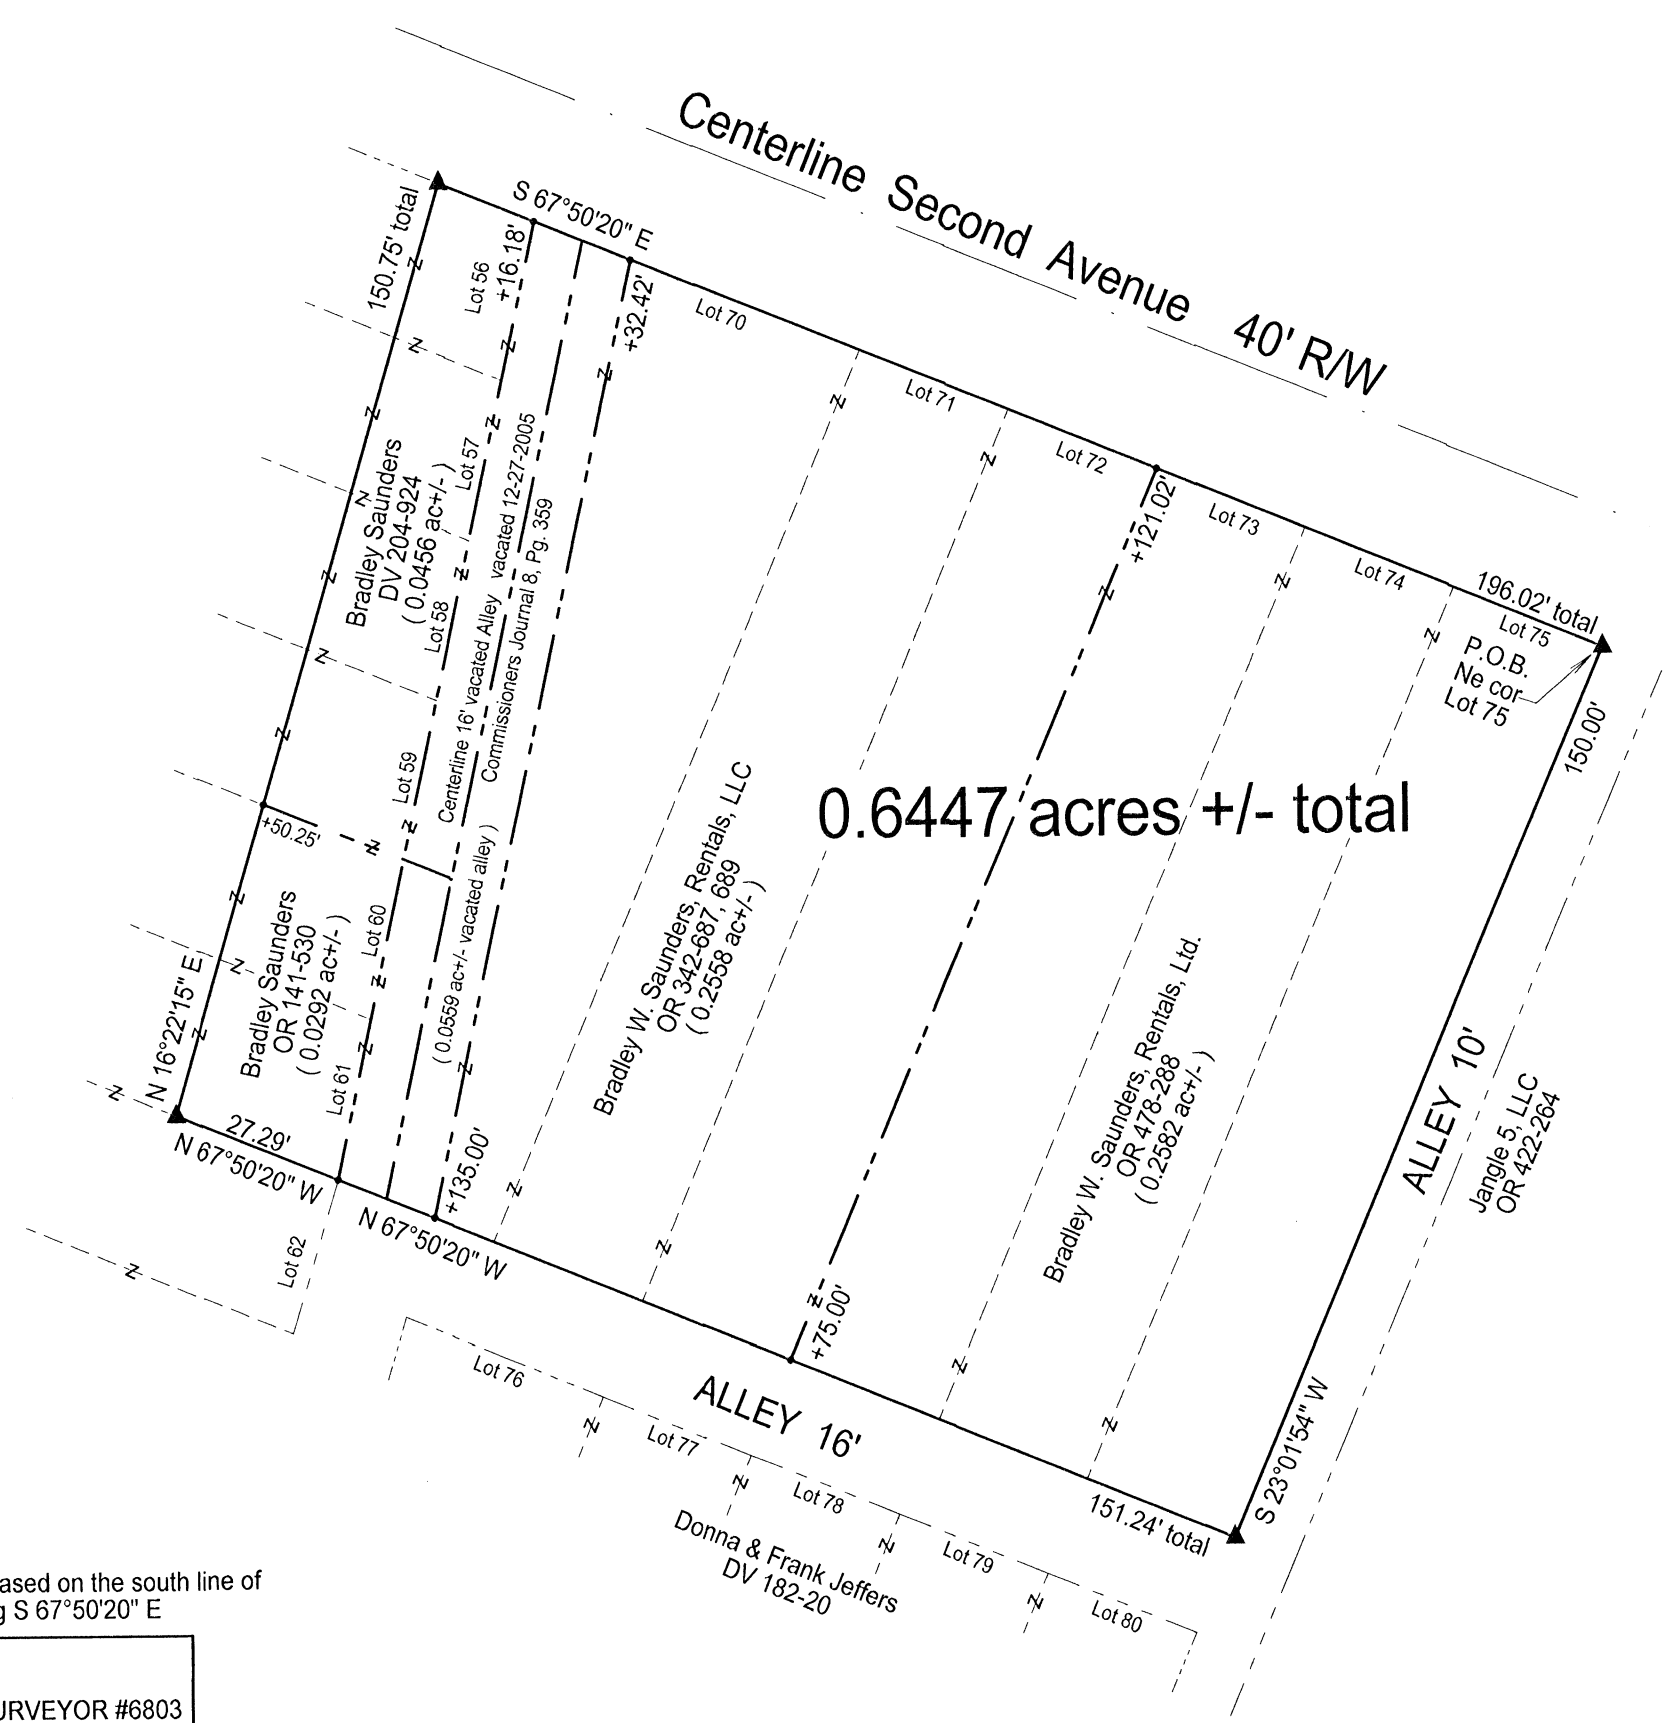 Centerline Second Avenue 40' R/W
S 67°50'20" E
150.75' total
Lot 56
+16.18'
+32.42'
Lot 70
Lot 71
Lot 72
+121.02'
Lot 73
Lot 74
196.02' total
Lot 75
P.O.B.
Ne cor
Lot 75
150.00'
Bradley Saunders
DV 204-924
( 0.0456 ac+/- )
Lot 57
Lot 58
Lot 59
Centerline 16' vacated Alley vacated 12-27-2005
Commissioners Journal 8, Pg. 359
( 0.0559 ac+/- vacated alley )
0.6447 acres +/- total
+50.25'
Bradley Saunders
OR 141-530
( 0.0292 ac+/- )
Lot 60
Lot 61
N 16°22'15" E
Bradley W. Saunders, Rentals, LLC
OR 342-687, 689
( 0.2558 ac+/- )
Bradley W. Saunders, Rentals, Ltd.
OR 478-288
( 0.2582 ac+/- )
ALLEY 10'
Jangle 5, LLC
OR 422-264
27.29'
N 67°50'20" W
+135.00'
N 67°50'20" W
Lot 62
+75.00'
S 23°01'54" W
151.24' total
ALLEY 16'
Lot 76
Lot 77
Lot 78
Lot 79
Lot 80
Donna & Frank Jeffers
DV 182-20
ased on the south line of
g S 67°50'20" E
URVEYOR #6803